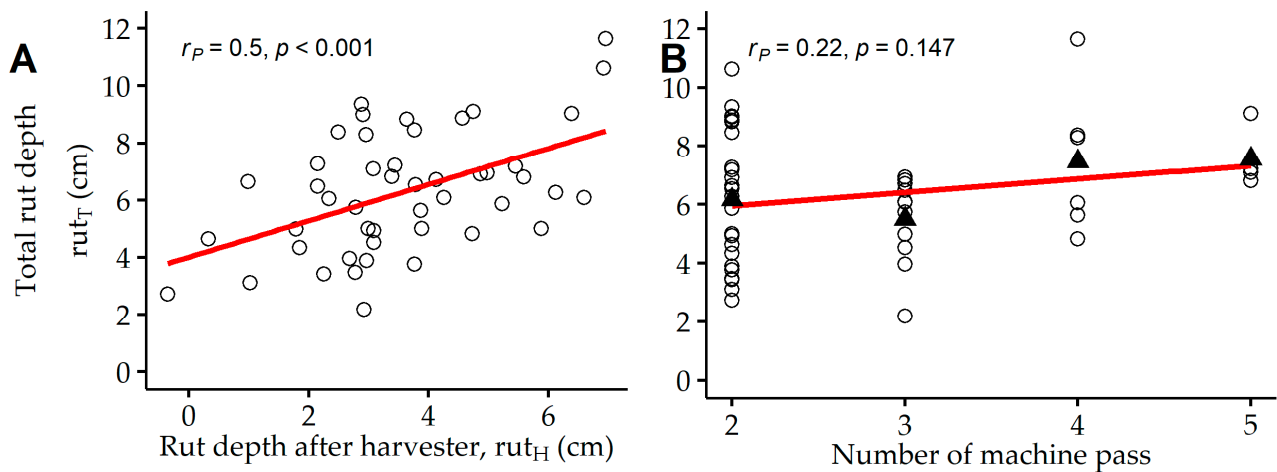 A
r_P = 0.5, p < 0.001
Total rut depth
rut_T (cm)
12
10
8
6
4
2
0
0 2 4 6
Rut depth after harvester, rut_H (cm)
B
r_P = 0.22, p = 0.147
12
10
8
6
4
2
0
2 3 4 5
Number of machine pass